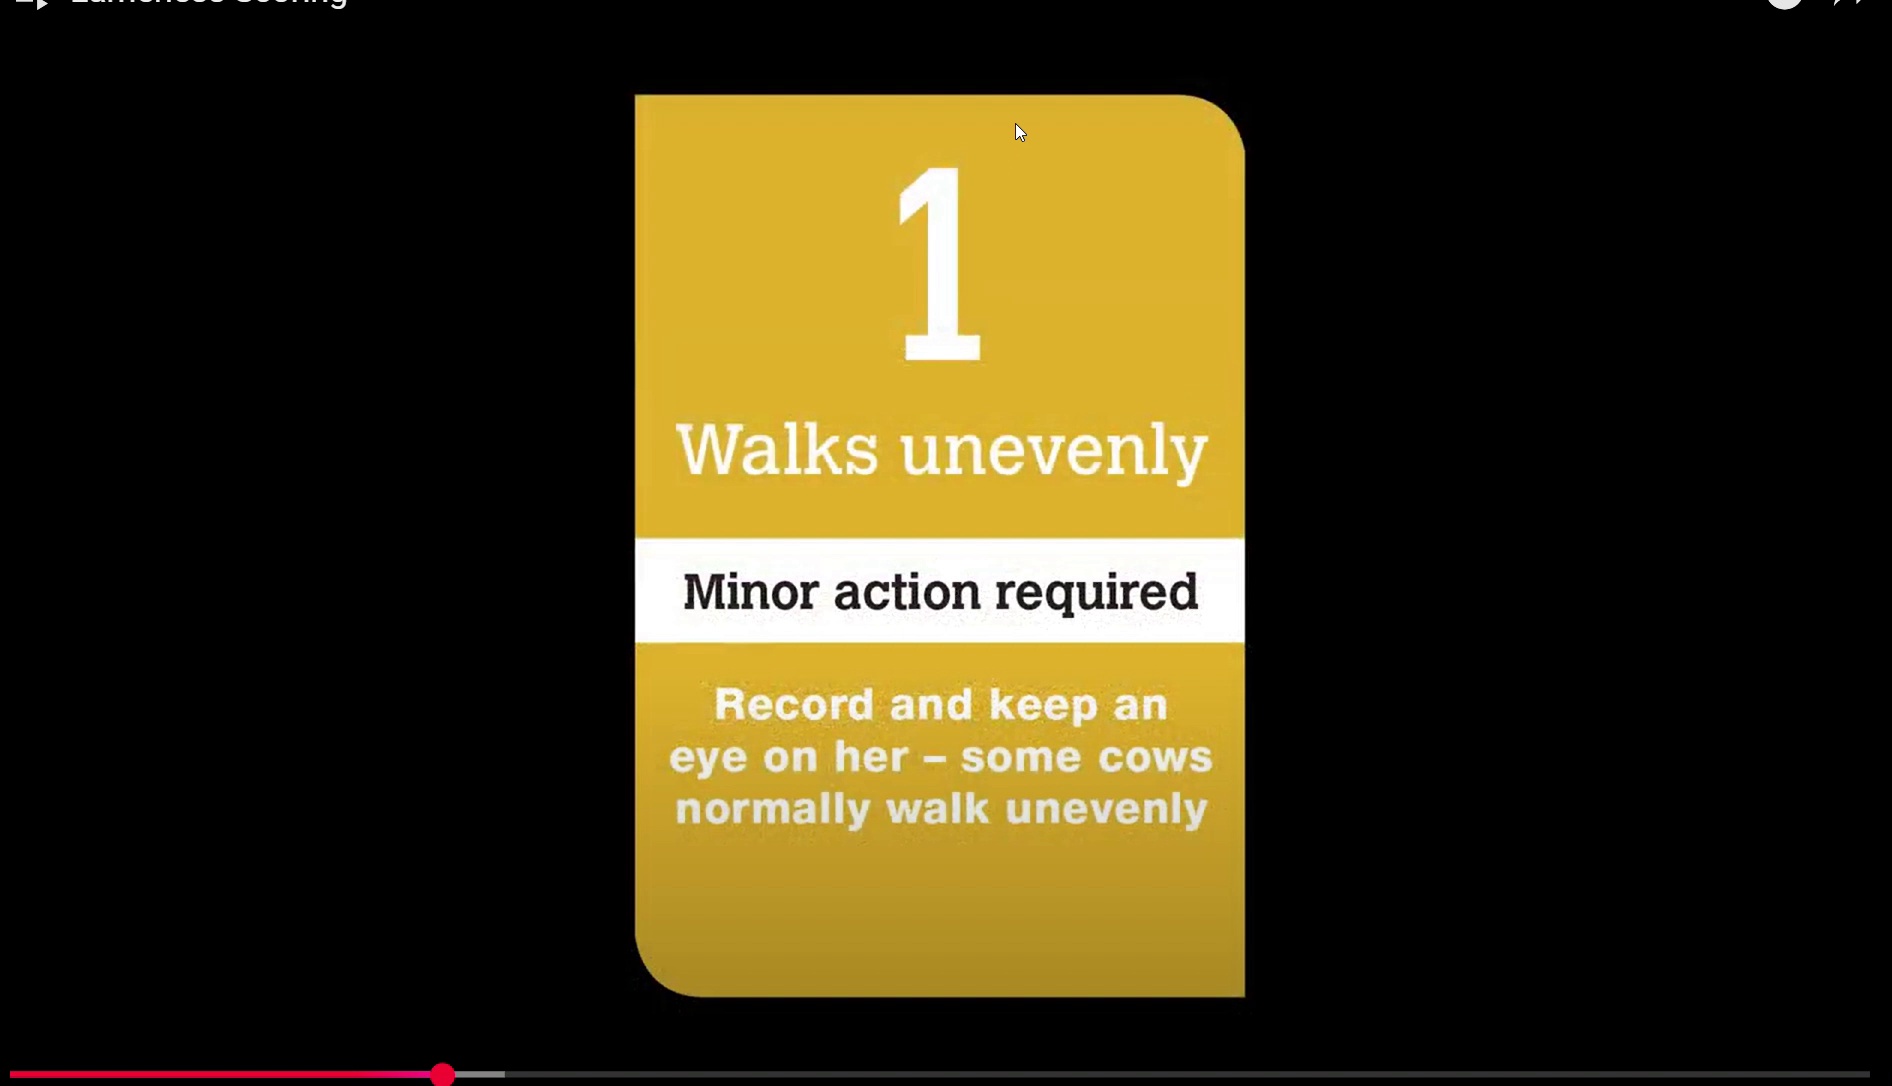 Lameness Scoring
1
Walks unevenly
Minor action required
Record and keep an
eye on her – some cows
normally walk unevenly